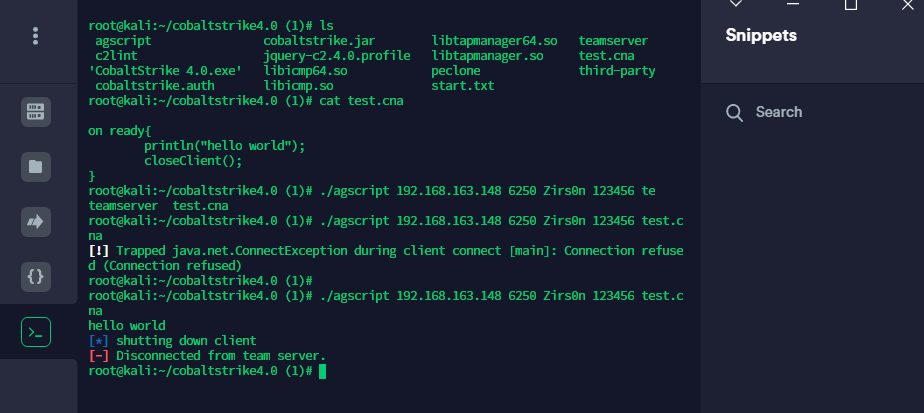 root@kali:~/cobaltstrike4.0 (1)# ls
 agscript               cobaltstrike.jar       libtapmanager64.so   teamserver
 c2lint                 jquery-c2.4.0.profile  libtapmanager.so     test.cna
'CobaltStrike 4.0.exe'  libicmp64.so           peclone              third-party
 cobaltstrike.auth      libicmp.so             start.txt
root@kali:~/cobaltstrike4.0 (1)# cat test.cna
on ready{
        println("hello world");
        closeClient();
}
root@kali:~/cobaltstrike4.0 (1)# ./agscript 192.168.163.148 6250 Zirs0n 123456 te
teamserver  test.cna
root@kali:~/cobaltstrike4.0 (1)# ./agscript 192.168.163.148 6250 Zirs0n 123456 test.c
na
[!] Trapped java.net.ConnectException during client connect [main]: Connection refuse
d (Connection refused)
root@kali:~/cobaltstrike4.0 (1)#
root@kali:~/cobaltstrike4.0 (1)# ./agscript 192.168.163.148 6250 Zirs0n 123456 test.c
na
hello world
[*] shutting down client
[-] Disconnected from team server.
root@kali:~/cobaltstrike4.0 (1)#
Snippets
Search